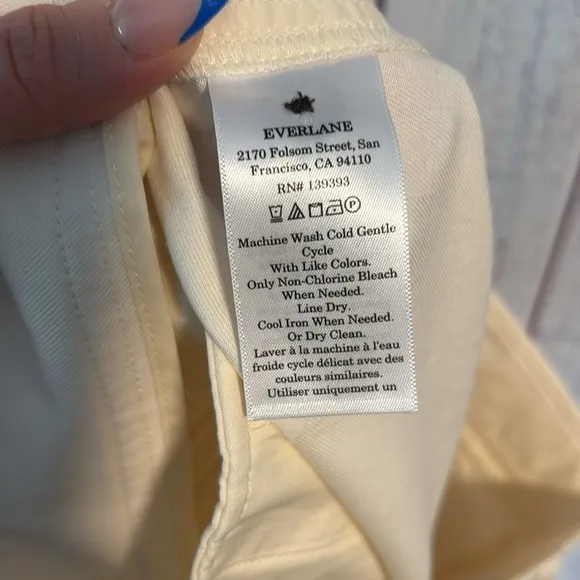 EVERLANE
2170 Folsom Street, San
Francisco, CA 94110
RN# 139393
P
Machine Wash Cold Gentle
Cycle
With Like Colors.
Only Non-Chlorine Bleach
When Needed.
Line Dry.
Cool Iron When Needed.
Or Dry Clean.
Laver à la machine à l'eau
froide cycle délicat avec des
couleurs similaires.
Utiliser uniquement un